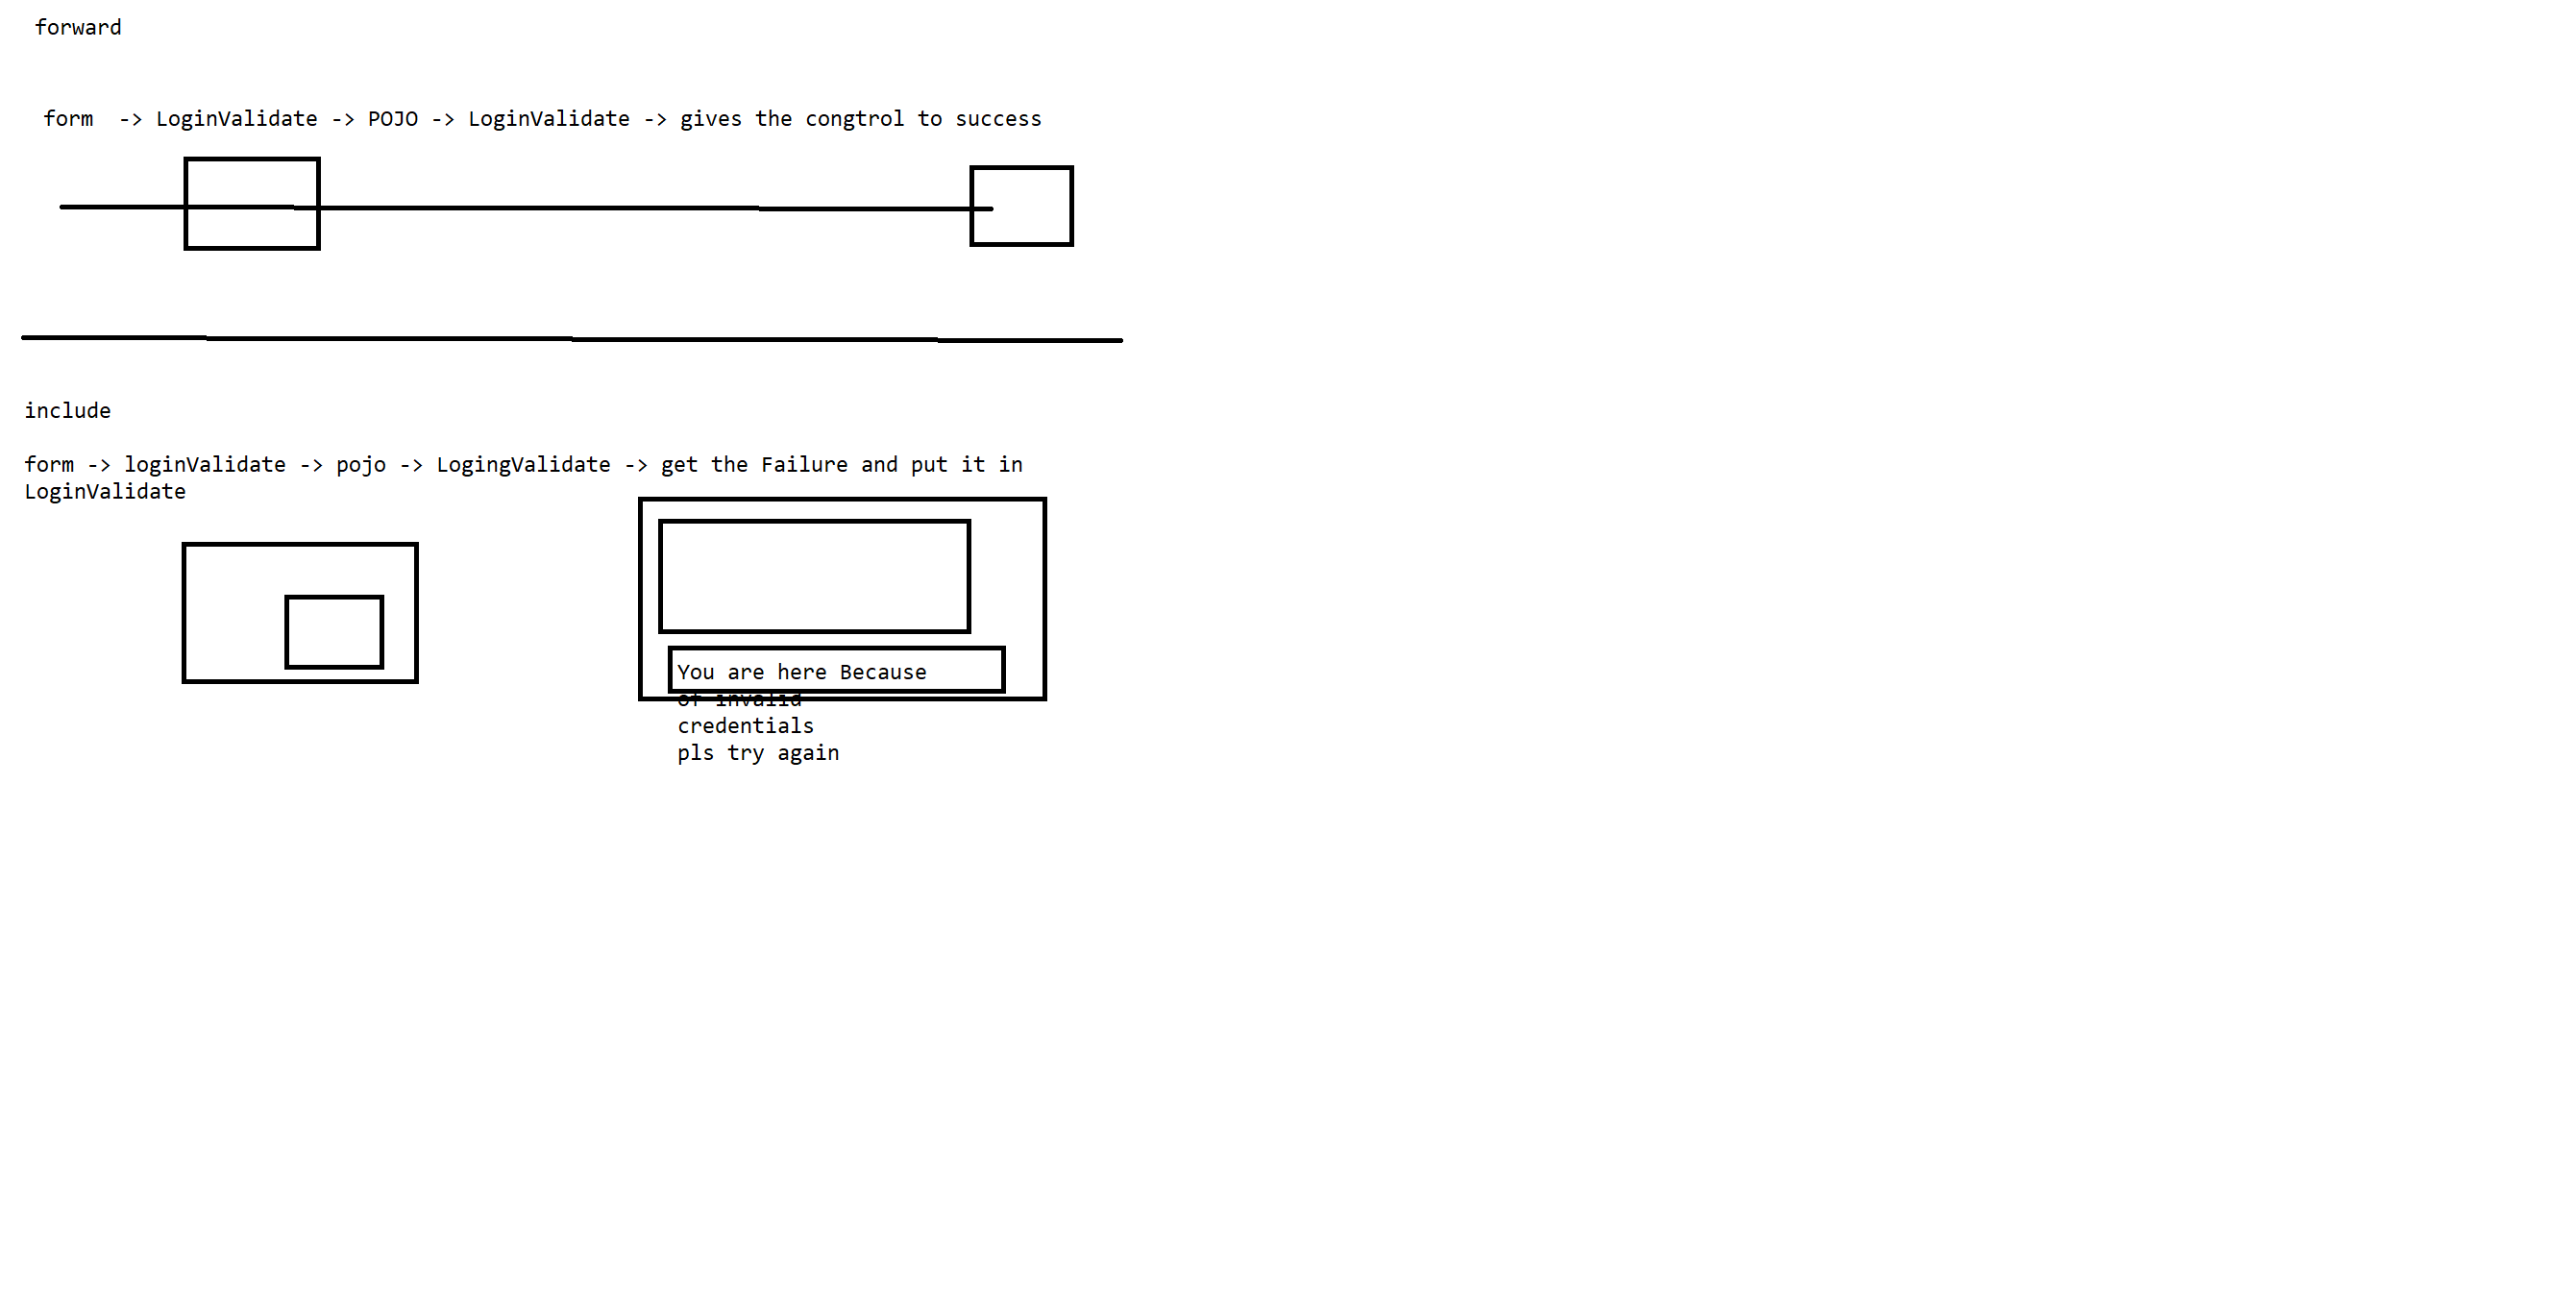 forward
form  -> LoginValidate -> POJO -> LoginValidate -> gives the congtrol to success
include
form -> loginValidate -> pojo -> LogingValidate -> get the Failure and put it in
LoginValidate
You are here Because
of invalid
credentials
pls try again